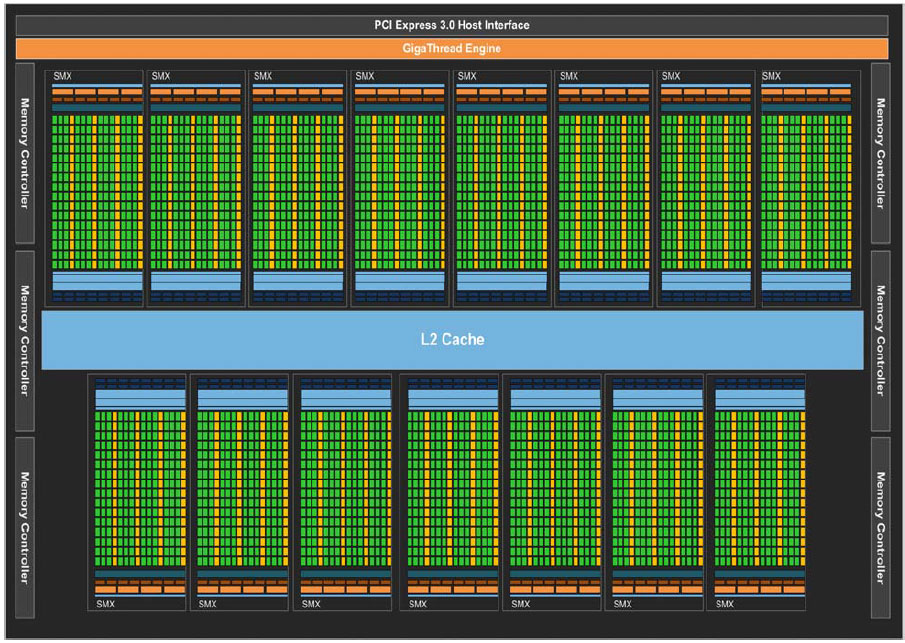 PCI Express 3.0 Host Interface
GigaThread Engine
SMX SMX SMX SMX SMX SMX SMX SMX
Memory Controller
Memory Controller
Memory Controller
Memory Controller
L2 Cache
Memory Controller
Memory Controller
SMX SMX SMX SMX SMX SMX SMX